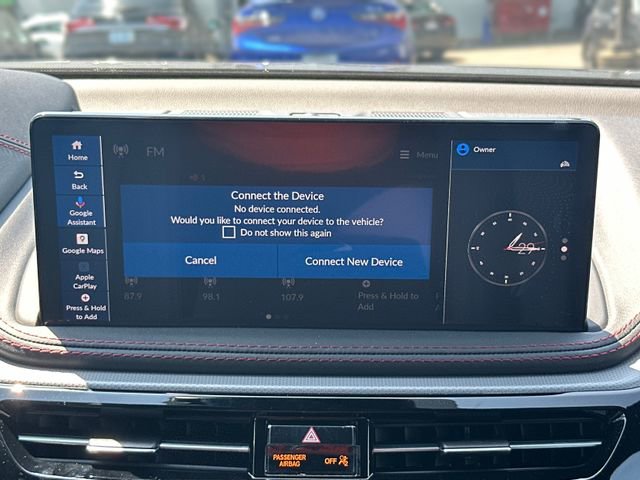 Home
Back
Google
Assistant
Google Maps
Apple
CarPlay
Press & Hold
to Add
FM
Menu
Connect the Device
No device connected.
Would you like to connect your device to the vehicle?
Do not show this again
Cancel
Connect New Device
87.9
98.1
107.9
Press & Hold to
Add
Owner
29
PASSENGER
AIRBAG
OFF